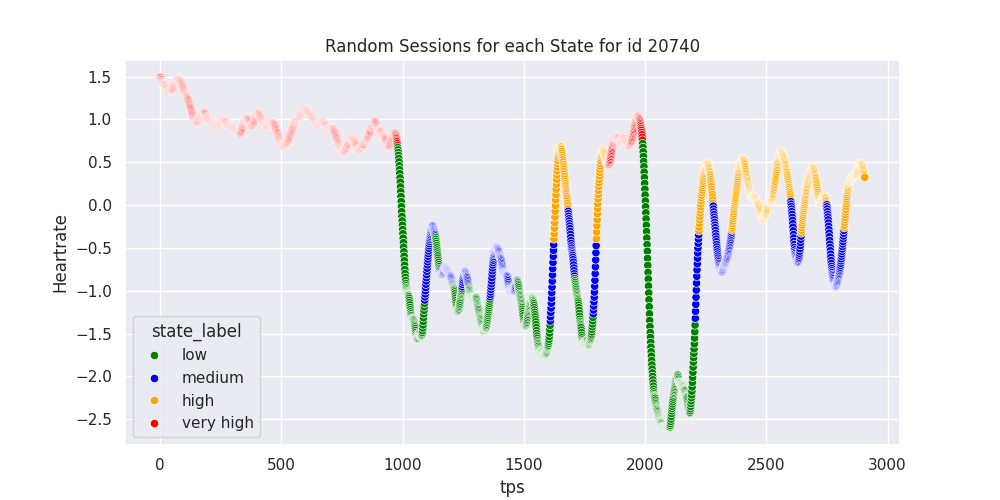 Random Sessions for each State for id 20740
Heartrate
1.5
1.0
0.5
0.0
−0.5
−1.0
−1.5
−2.0
−2.5
state_label
low
medium
high
very high
0 500 1000 1500 2000 2500 3000
tps